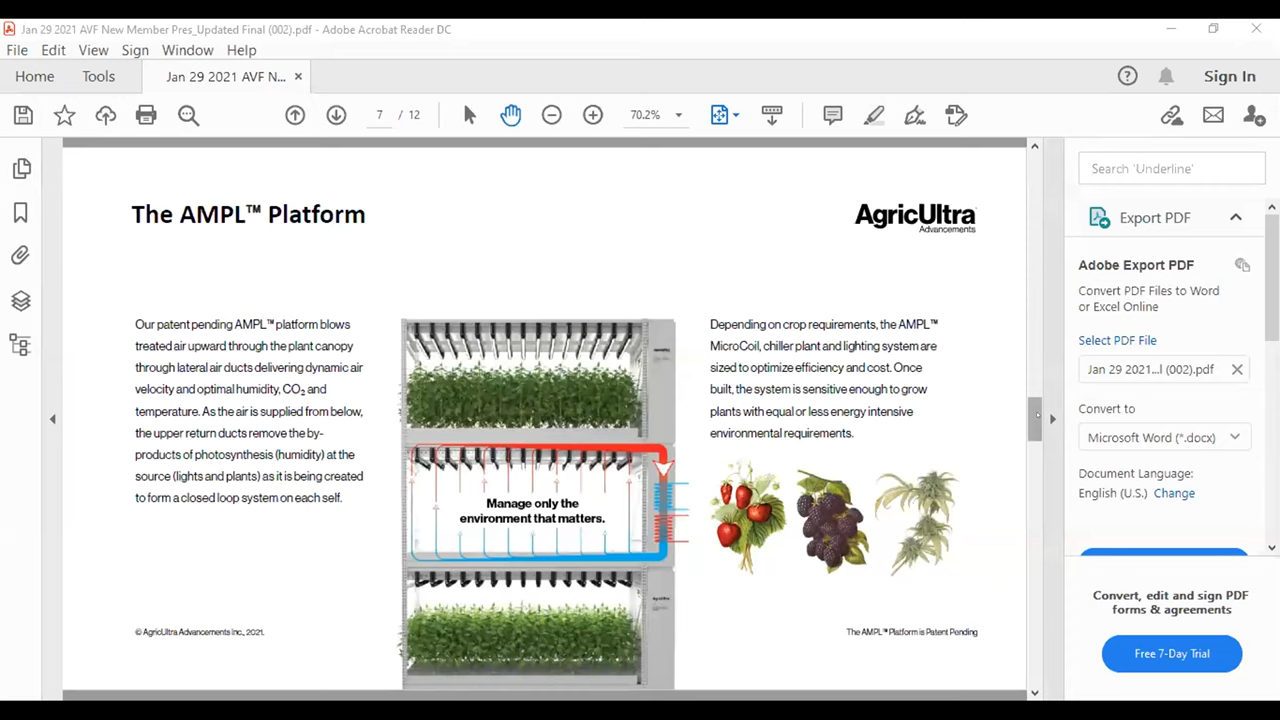 Jan 29 2021 AVF New Member Pres_Updated Final (002).pdf - Adobe Acrobat Reader DC
File Edit View Sign Window Help
Home Tools Jan 29 2021 AVF N... ×
7 / 12 70.2%
Search 'Underline'
Export PDF
Adobe Export PDF
Convert PDF Files to Word
or Excel Online
Select PDF File
Jan 29 2021...l (002).pdf
Convert to
Microsoft Word (*.docx)
Document Language:
English (U.S.) Change
Convert, edit and sign PDF
forms & agreements
Free 7-Day Trial
Sign In
The AMPL™ Platform
AgricUltra
Advancements
Our patent pending AMPL™ platform blows
treated air upward through the plant canopy
through lateral air ducts delivering dynamic air
velocity and optimal humidity, CO₂ and
temperature. As the air is supplied from below,
the upper return ducts remove the by-
products of photosynthesis (humidity) at the
source (lights and plants) as it is being created
to form a closed loop system on each self.
Manage only the
environment that matters.
Depending on crop requirements, the AMPL™
MicroCoil, chiller plant and lighting system are
sized to optimize efficiency and cost. Once
built, the system is sensitive enough to grow
plants with equal or less energy intensive
environmental requirements.
© AgricUltra Advancements Inc., 2021.
The AMPL™ Platform is Patent Pending